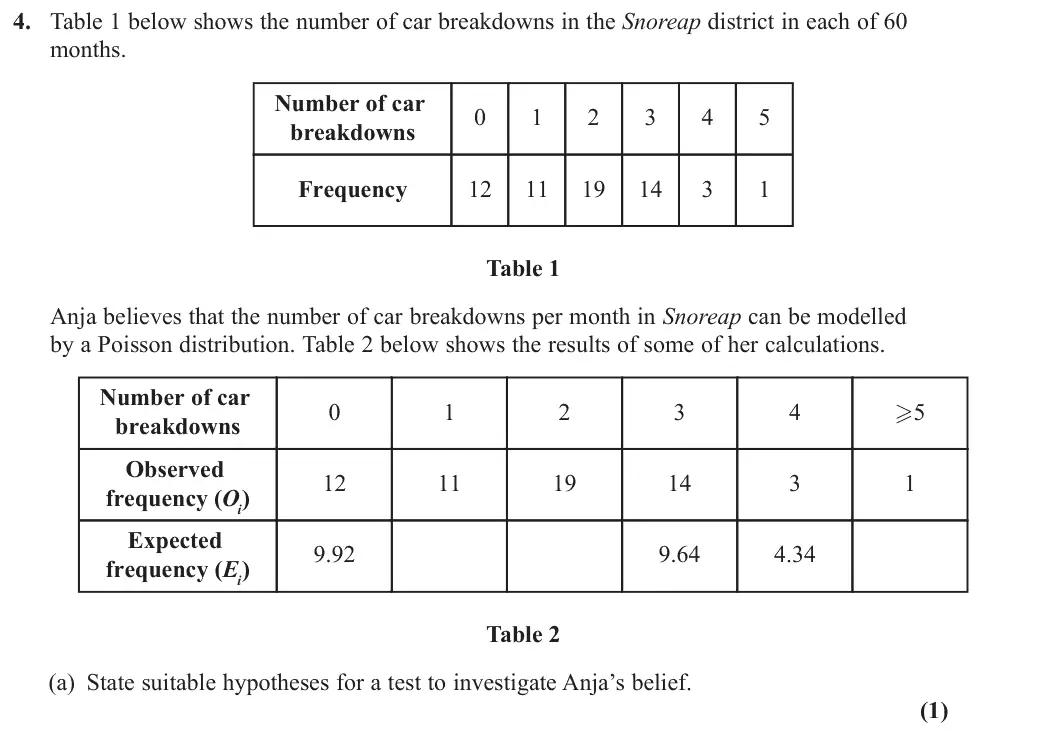 4. Table 1 below shows the number of car breakdowns in the Snoreap district in each of 60
months.
Number of car breakdowns 0 1 2 3 4 5
Frequency 12 11 19 14 3 1
Table 1
Anja believes that the number of car breakdowns per month in Snoreap can be modelled
by a Poisson distribution. Table 2 below shows the results of some of her calculations.
Number of car breakdowns 0 1 2 3 4 ⩾5
Observed frequency (Oᵢ) 12 11 19 14 3 1
Expected frequency (Eᵢ) 9.92 9.64 4.34
Table 2
(a) State suitable hypotheses for a test to investigate Anja’s belief.
(1)